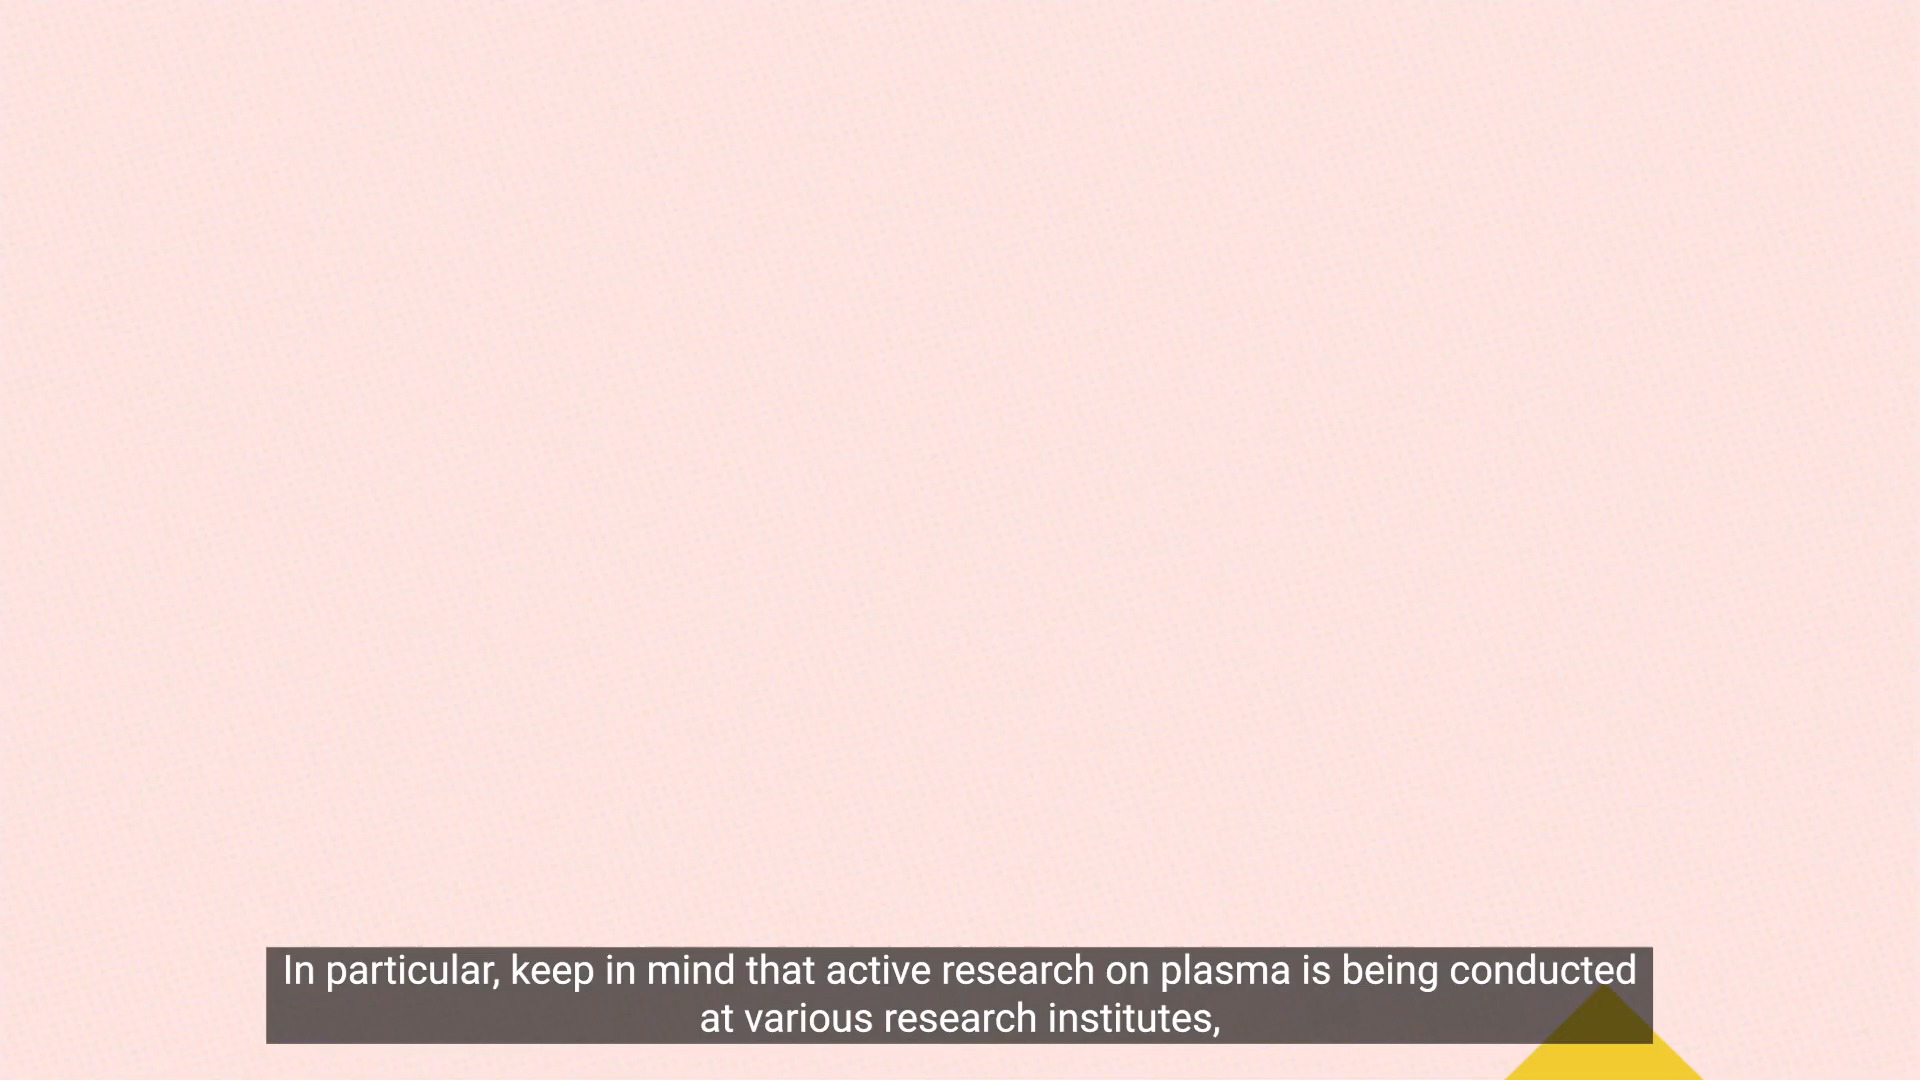 In particular, keep in mind that active research on plasma is being conducted
at various research institutes,